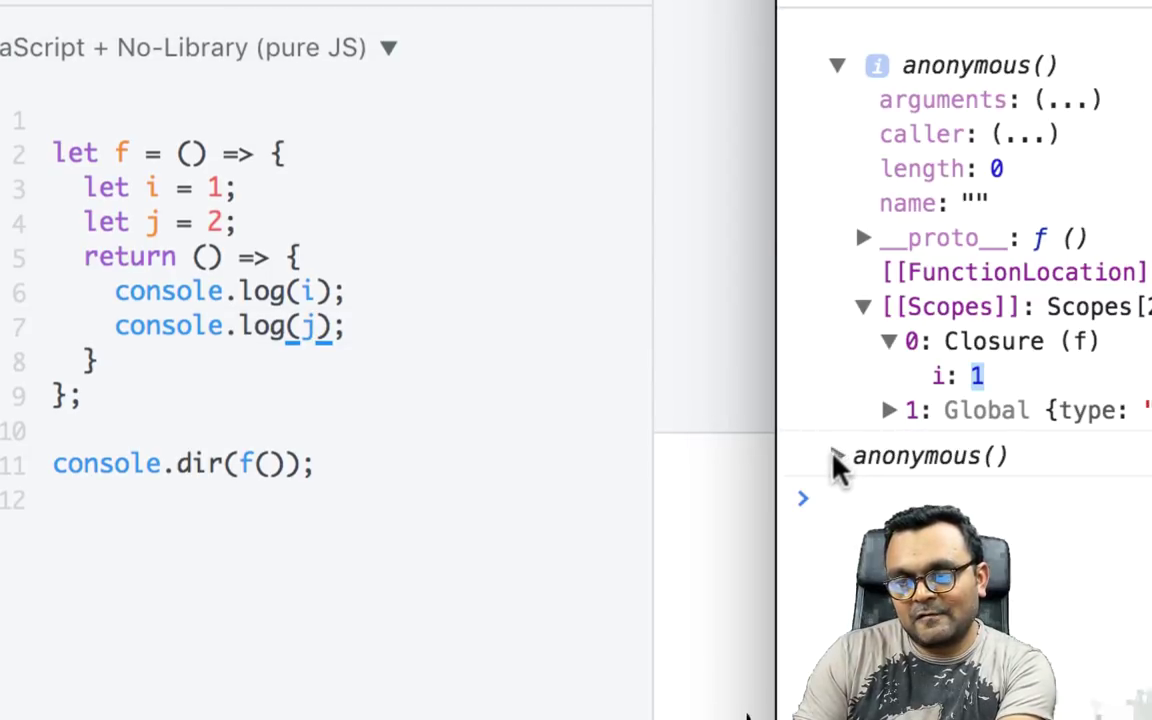 aScript + No-Library (pure JS) ▼
1
2 let f = () => {
3 let i = 1;
4 let j = 2;
5 return () => {
6 console.log(i);
7 console.log(j);
8 }
9 };
10
11 console.dir(f());
12
▼ i anonymous()
arguments: (...)
caller: (...)
length: 0
name: ""
▶ __proto__: ƒ ()
[[FunctionLocation]
▼ [[Scopes]]: Scopes[2
▼ 0: Closure (f)
i: 1
▶ 1: Global {type: "
anonymous()
>